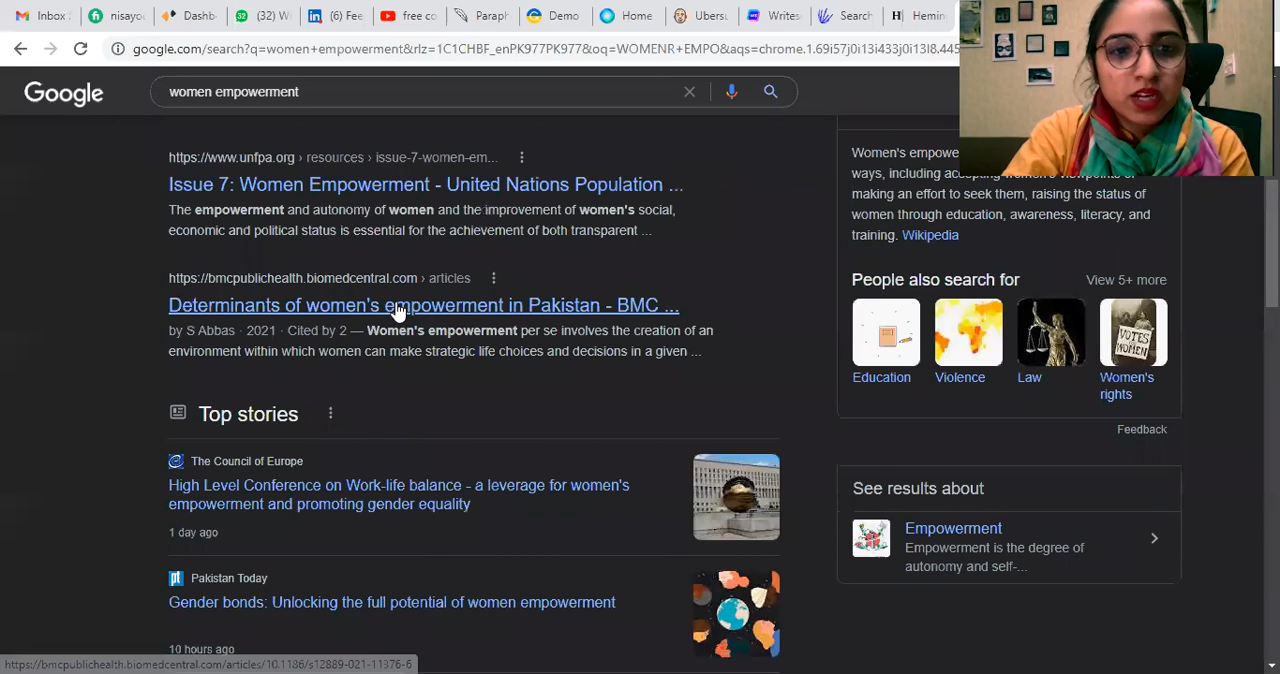 Inbox
nisayou
Dashb
(32) W
(6) Fee
free co
Paraph
Demo
Home
Ubersu
Writes
Search
Hemin
google.com/search?q=women+empowerment&rlz=1C1CHBF_enPK977PK977&oq=WOMENR+EMPO&aqs=chrome.1.69i57j0i13i433j0i13l8.445
Google
women empowerment
https://www.unfpa.org › resources › issue-7-women-em...
Issue 7: Women Empowerment - United Nations Population ...
The empowerment and autonomy of women and the improvement of women's social,
economic and political status is essential for the achievement of both transparent ...
https://bmcpublichealth.biomedcentral.com › articles
Determinants of women's empowerment in Pakistan - BMC ...
by S Abbas · 2021 · Cited by 2 — Women's empowerment per se involves the creation of an
environment within which women can make strategic life choices and decisions in a given ...
Top stories
The Council of Europe
High Level Conference on Work-life balance - a leverage for women's
empowerment and promoting gender equality
1 day ago
Pakistan Today
Gender bonds: Unlocking the full potential of women empowerment
10 hours ago
https://bmcpublichealth.biomedcentral.com/articles/10.1186/s12889-021-11376-6
Women's empowe
ways, including
making an effort to seek them, raising the status of
women through education, awareness, literacy, and
training. Wikipedia
People also search for
View 5+ more
VOTES
WOMEN
Education
Violence
Law
Women's
rights
Feedback
See results about
Empowerment
Empowerment is the degree of
autonomy and self-...